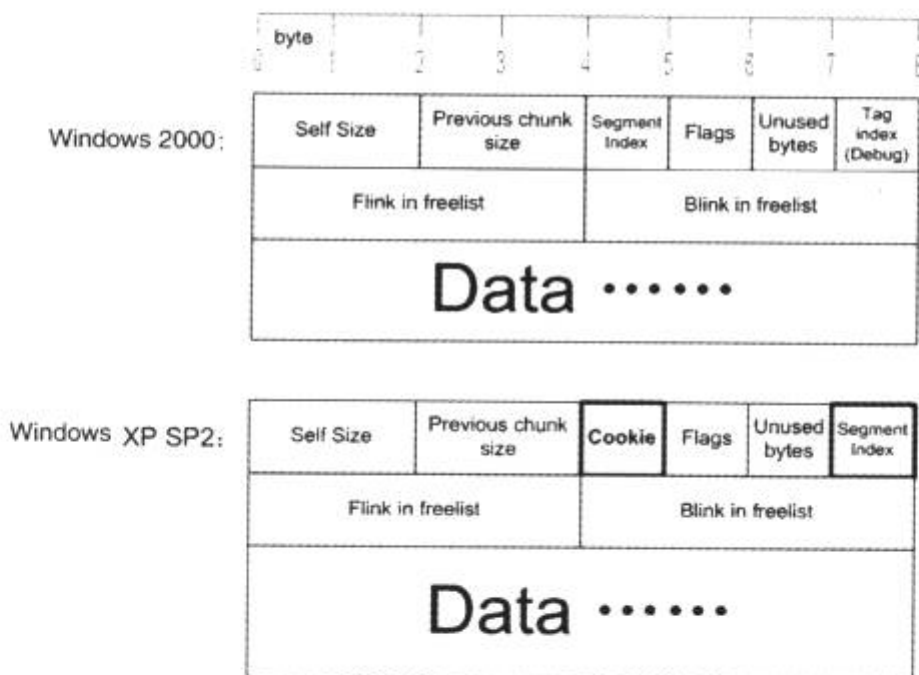 byte
0 1 2 3 4 5 6 7 8
Windows 2000:
Self Size
Previous chunk
size
Segment
Index
Flags
Unused
bytes
Tag
index
(Debug)
Flink in freelist
Blink in freelist
Data ······
Windows XP SP2:
Self Size
Previous chunk
size
Cookie
Flags
Unused
bytes
Segment
Index
Flink in freelist
Blink in freelist
Data ······